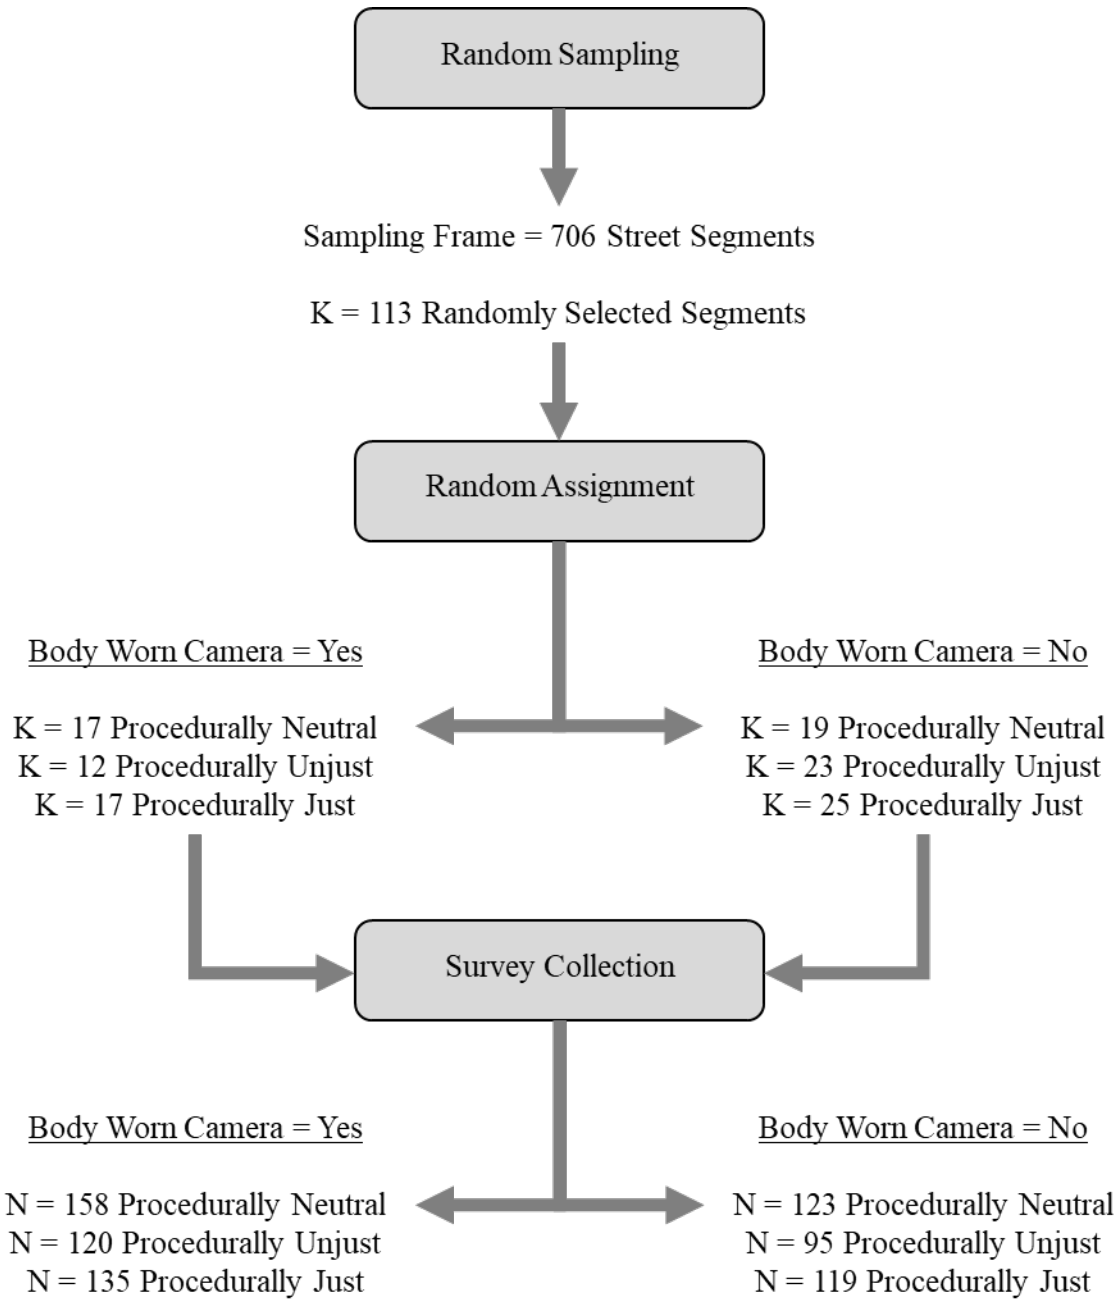 Random Sampling
Sampling Frame = 706 Street Segments
K = 113 Randomly Selected Segments
Random Assignment
Body Worn Camera = Yes
K = 17 Procedurally Neutral
K = 12 Procedurally Unjust
K = 17 Procedurally Just
Body Worn Camera = No
K = 19 Procedurally Neutral
K = 23 Procedurally Unjust
K = 25 Procedurally Just
Survey Collection
Body Worn Camera = Yes
N = 158 Procedurally Neutral
N = 120 Procedurally Unjust
N = 135 Procedurally Just
Body Worn Camera = No
N = 123 Procedurally Neutral
N = 95 Procedurally Unjust
N = 119 Procedurally Just